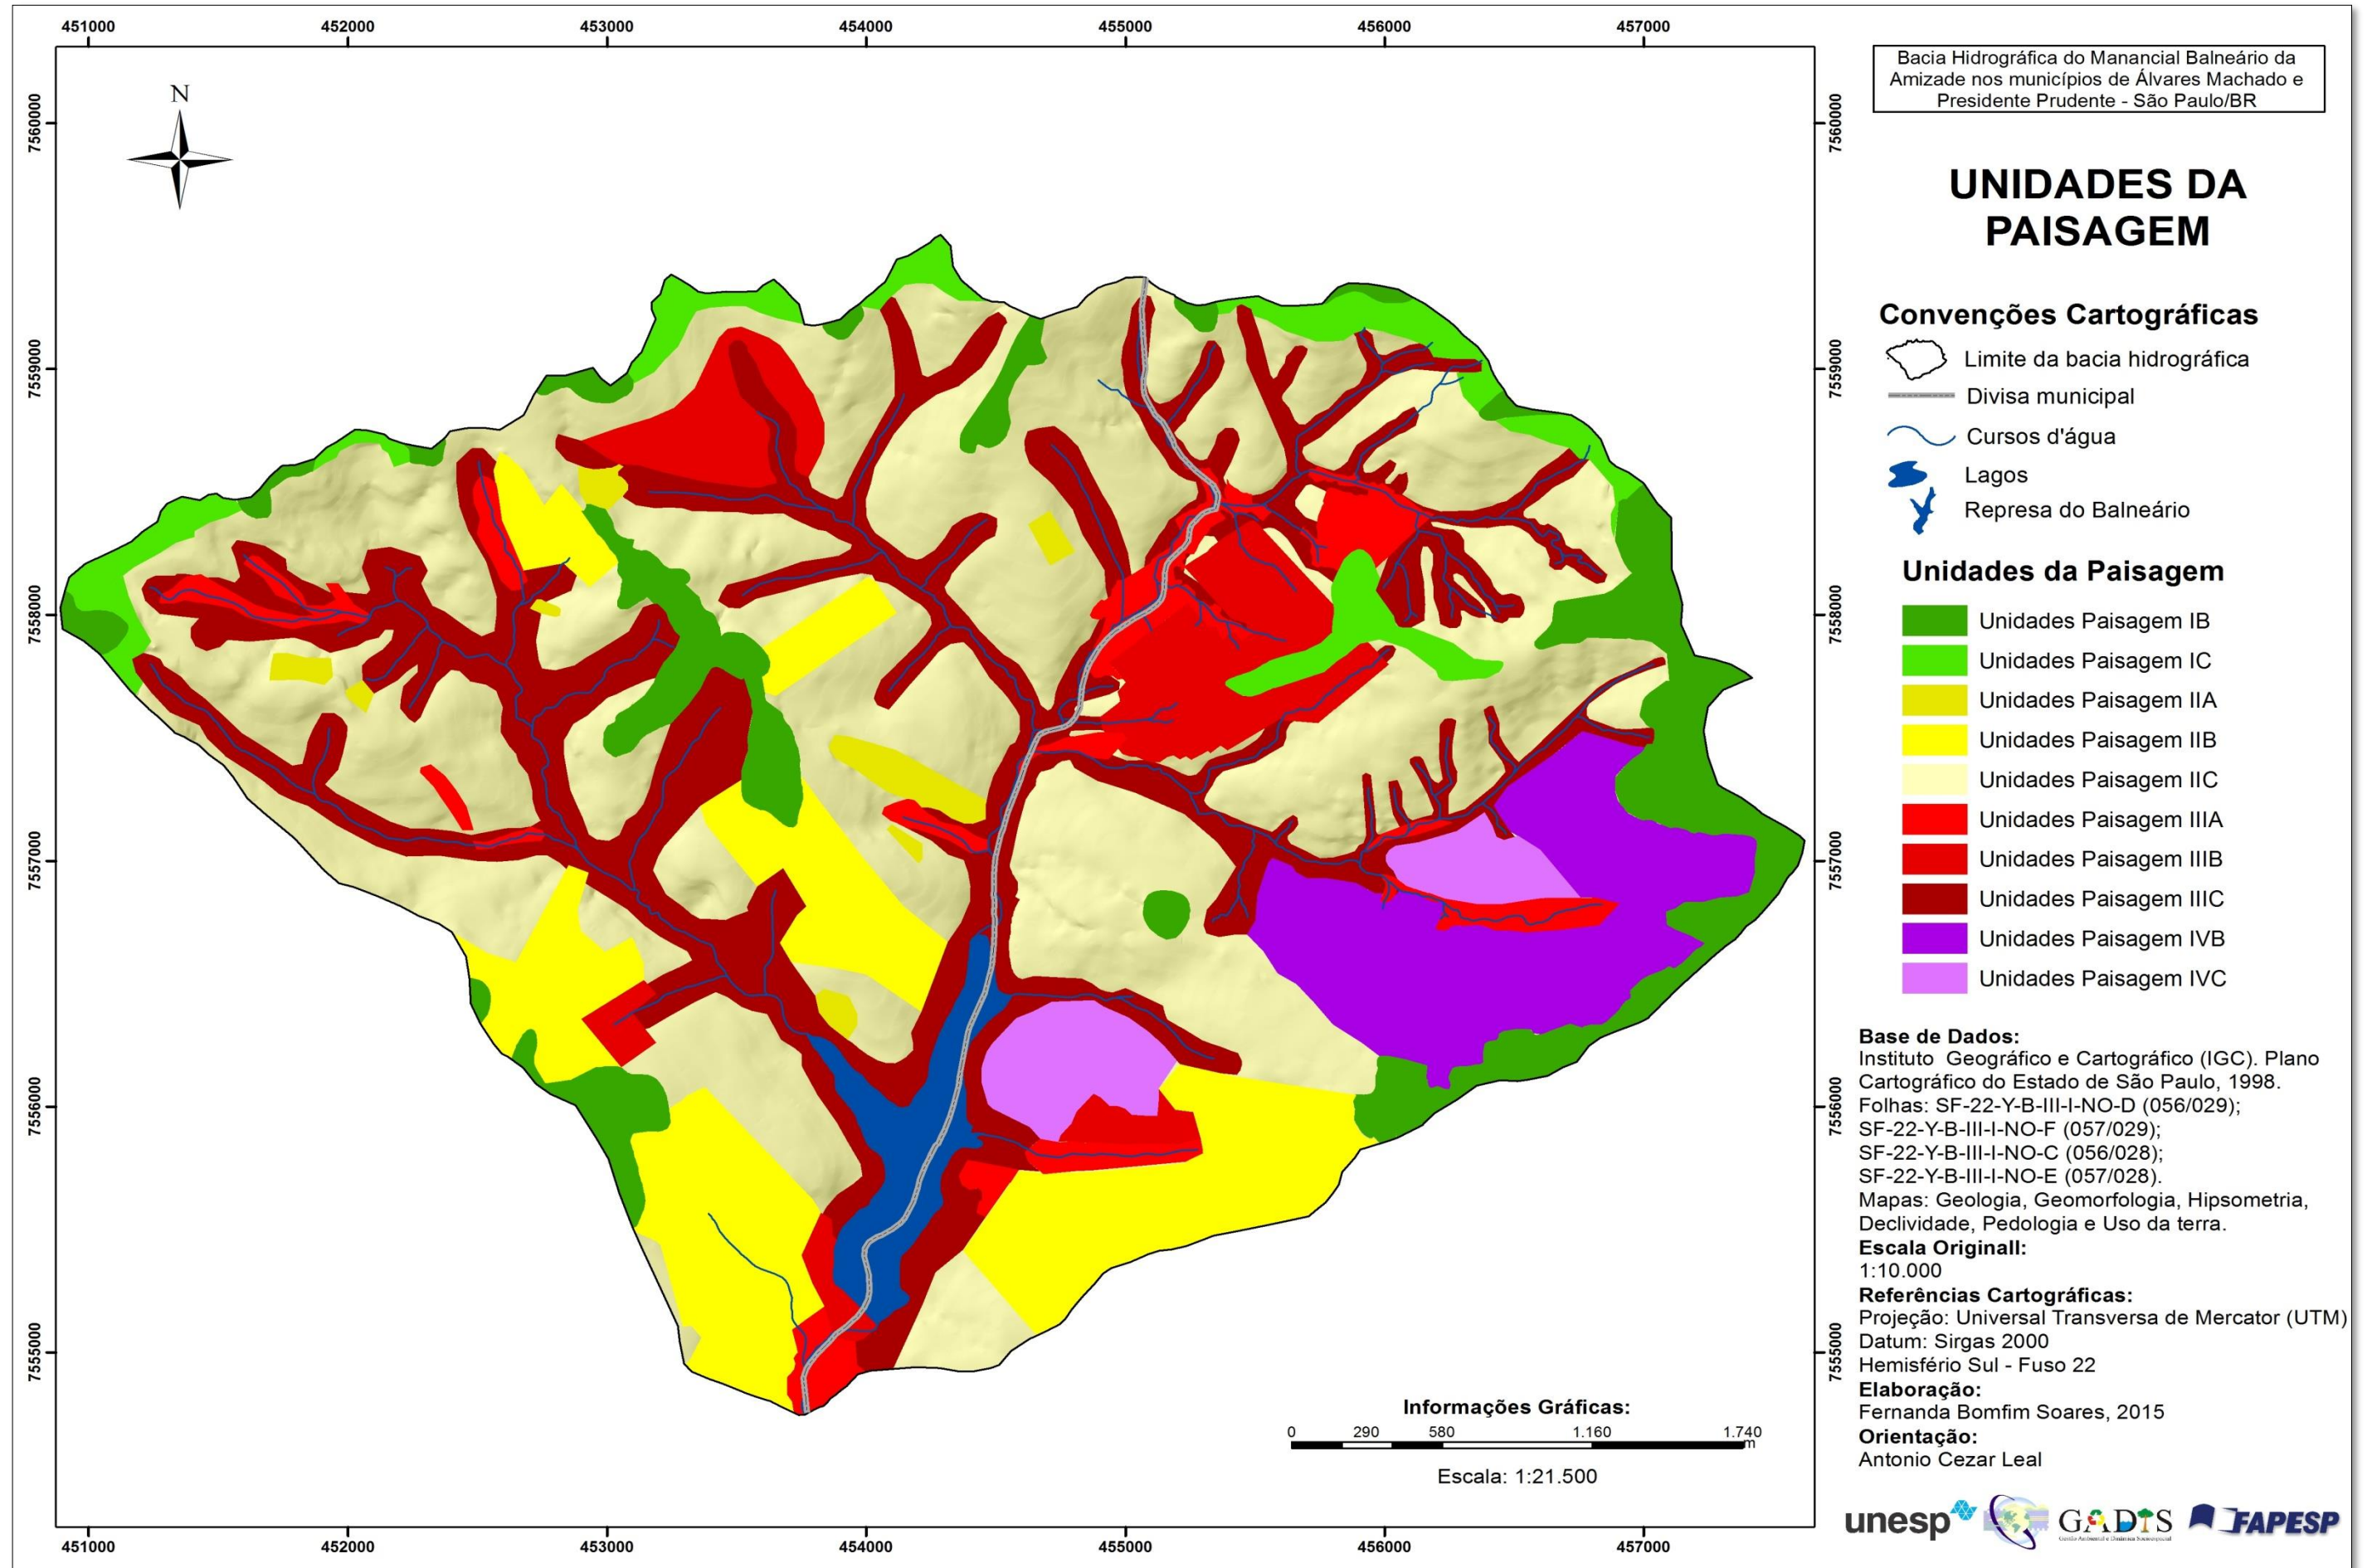 451000 452000 453000 454000 455000 456000 457000
7560000
7559000
7558000
7557000
7556000
7555000
N
7560000
7559000
7558000
7557000
7556000
7555000
451000 452000 453000 454000 455000 456000 457000
Informações Gráficas:
0 290 580 1.160 1.740
m
Escala: 1:21.500
Bacia Hidrográfica do Manancial Balneário da
Amizade nos municípios de Álvares Machado e
Presidente Prudente - São Paulo/BR
UNIDADES DA
PAISAGEM
Convenções Cartográficas
Limite da bacia hidrográfica
Divisa municipal
Cursos d'água
Lagos
Represa do Balneário
Unidades da Paisagem
Unidades Paisagem IB
Unidades Paisagem IC
Unidades Paisagem IIA
Unidades Paisagem IIB
Unidades Paisagem IIC
Unidades Paisagem IIIA
Unidades Paisagem IIIB
Unidades Paisagem IIIC
Unidades Paisagem IVB
Unidades Paisagem IVC
Base de Dados:
Instituto Geográfico e Cartográfico (IGC). Plano
Cartográfico do Estado de São Paulo, 1998.
Folhas: SF-22-Y-B-III-I-NO-D (056/029);
SF-22-Y-B-III-I-NO-F (057/029);
SF-22-Y-B-III-I-NO-C (056/028);
SF-22-Y-B-III-I-NO-E (057/028).
Mapas: Geologia, Geomorfologia, Hipsometria,
Declividade, Pedologia e Uso da terra.
Escala Originall:
1:10.000
Referências Cartográficas:
Projeção: Universal Transversa de Mercator (UTM)
Datum: Sirgas 2000
Hemisfério Sul - Fuso 22
Elaboração:
Fernanda Bomfim Soares, 2015
Orientação:
Antonio Cezar Leal
unesp GADIS FAPESP